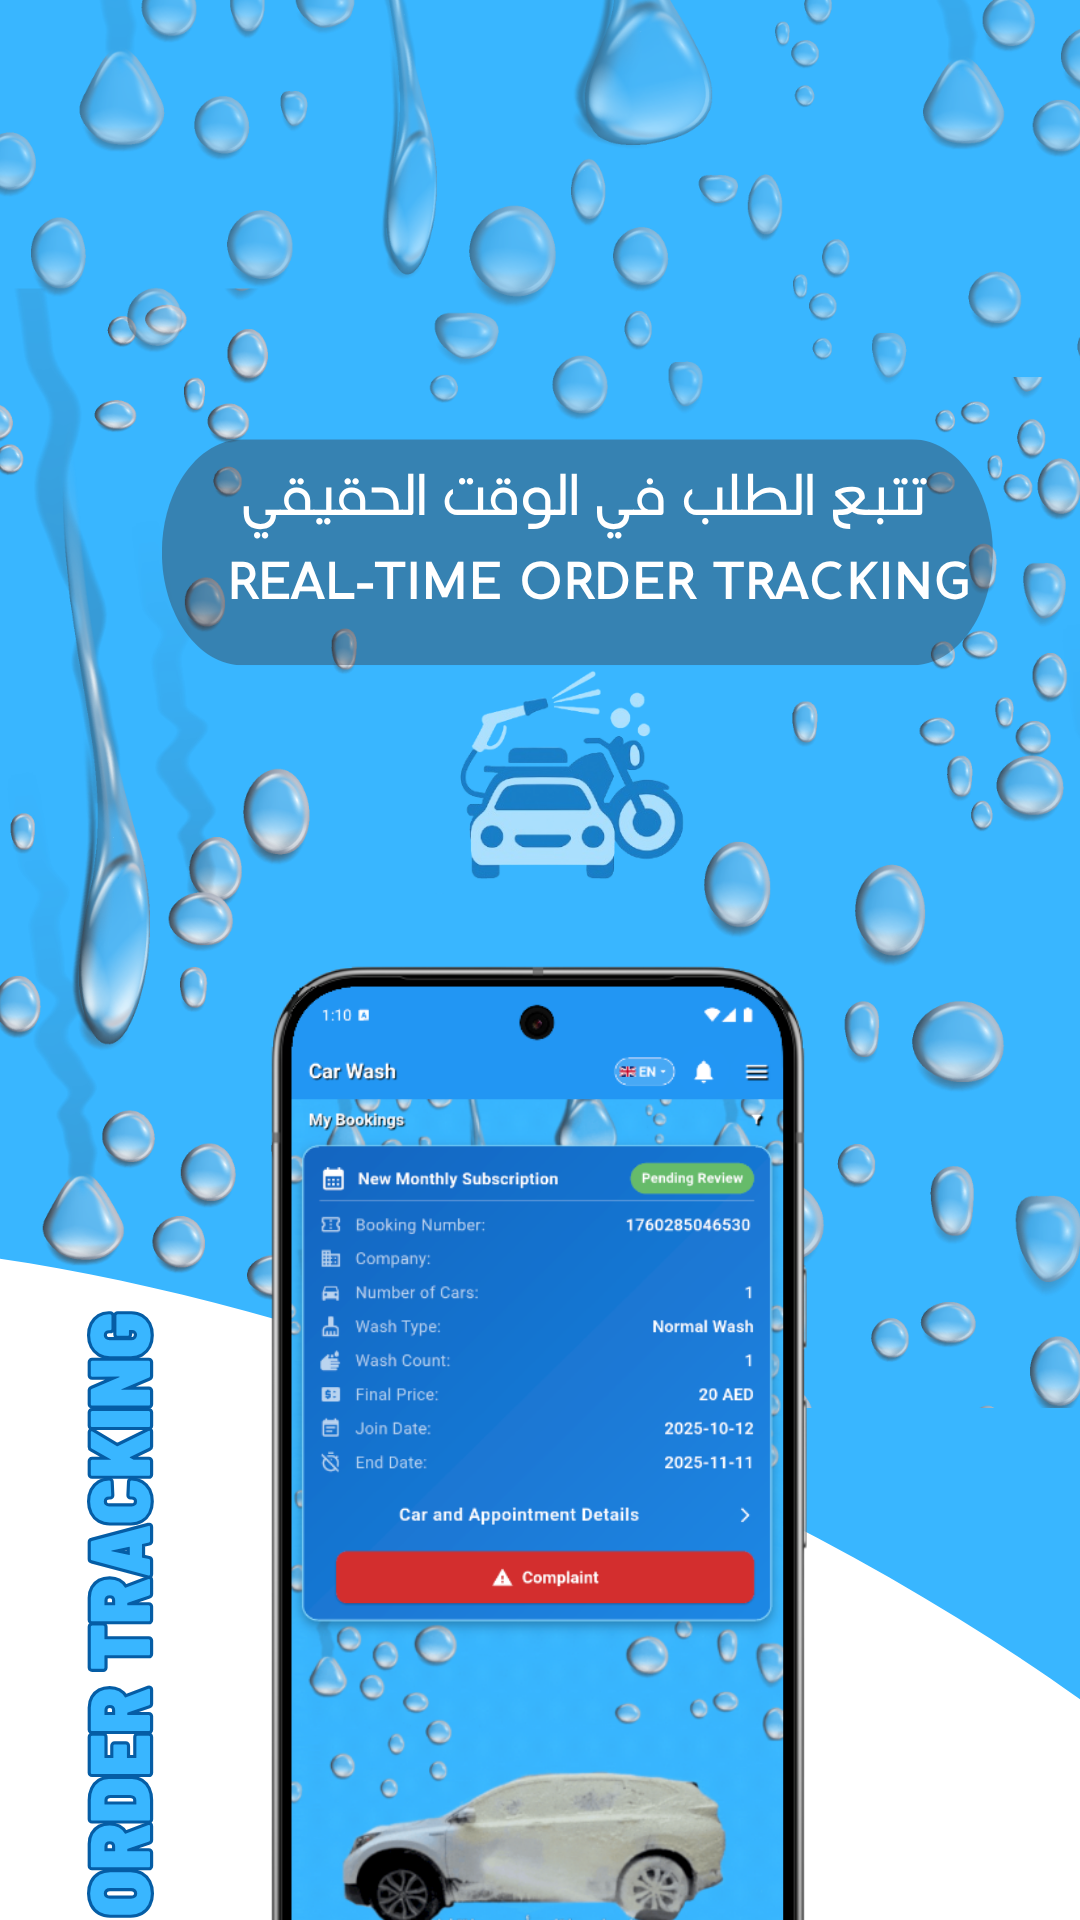 تتبع الطلب في الوقت الحقيقي
REAL-TIME ORDER TRACKING
1:10
Car Wash
EN
My Bookings
New Monthly Subscription
Pending Review
Booking Number:
1760285046530
Company:
Number of Cars:
1
Wash Type:
Normal Wash
Wash Count:
1
Final Price:
20 AED
Join Date:
2025-10-12
End Date:
2025-11-11
Car and Appointment Details
Complaint
ORDER TRACKING